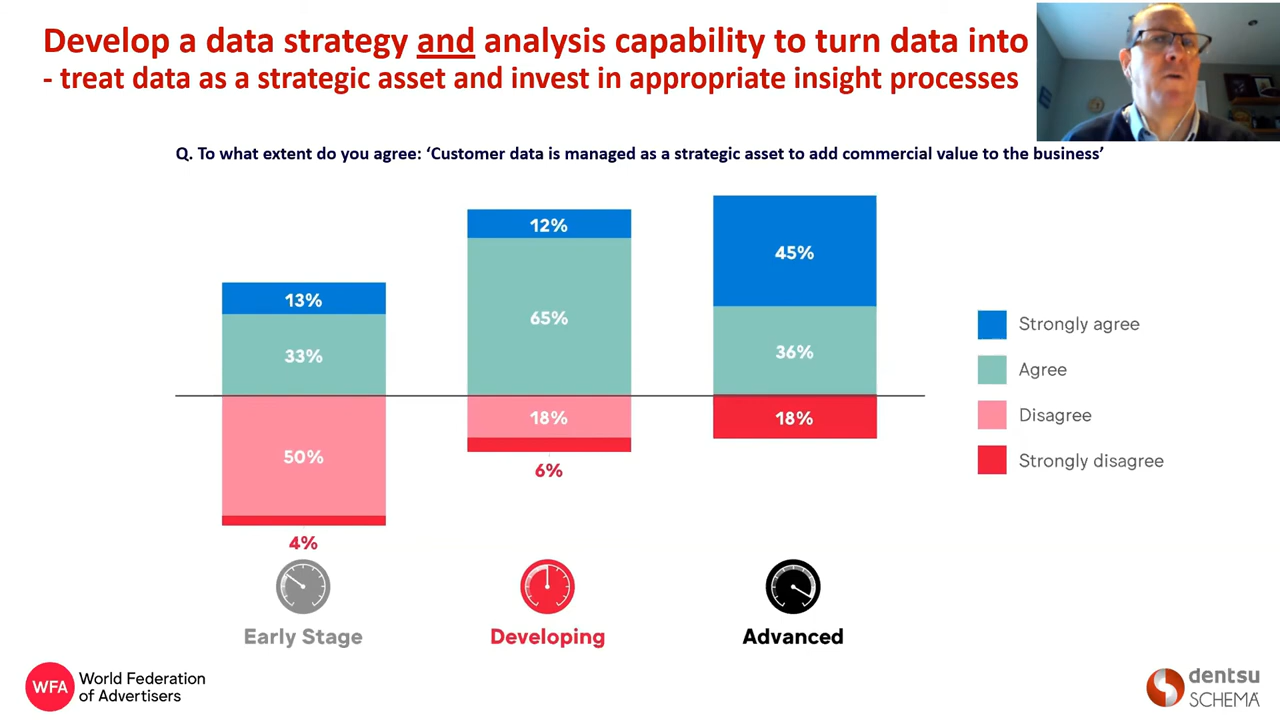 Develop a data strategy and analysis capability to turn data into
- treat data as a strategic asset and invest in appropriate insight processes
Q. To what extent do you agree: ‘Customer data is managed as a strategic asset to add commercial value to the business’
13%
33%
50%
4%
12%
65%
18%
6%
45%
36%
18%
Strongly agree
Agree
Disagree
Strongly disagree
Early Stage
Developing
Advanced
WFA
World Federation
of Advertisers
dentsu
SCHEMA